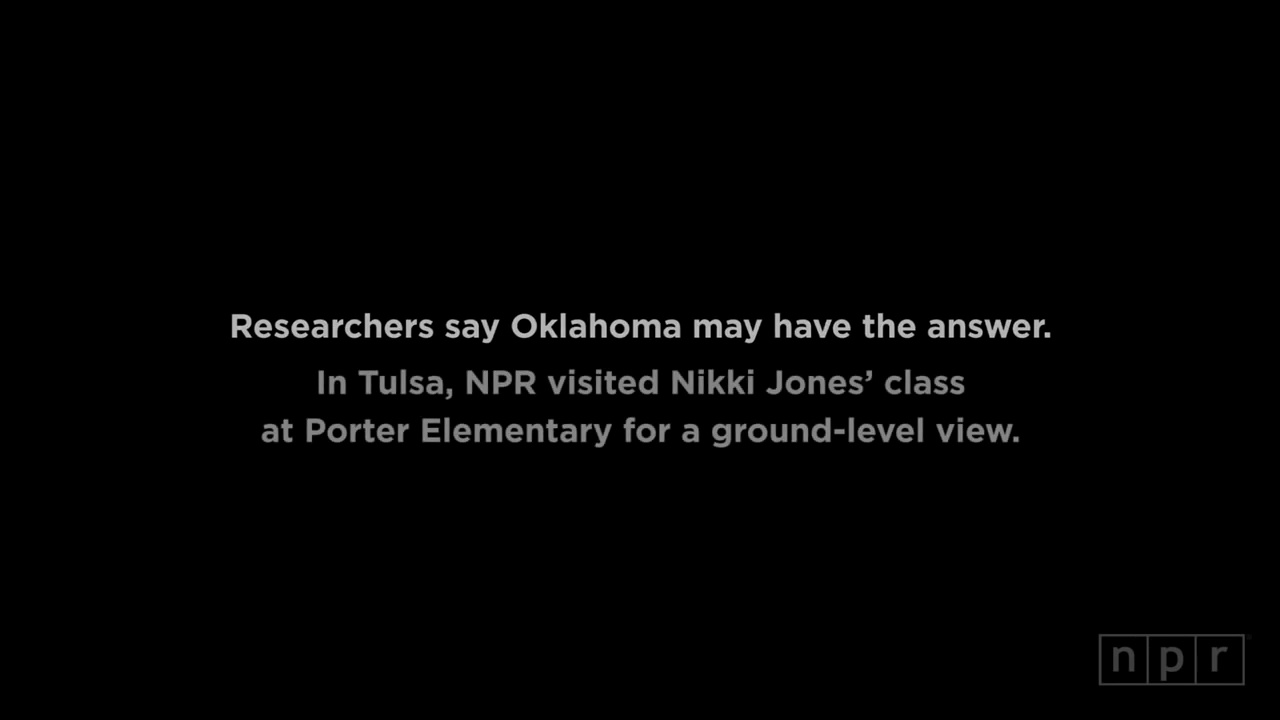 Researchers say Oklahoma may have the answer.
In Tulsa, NPR visited Nikki Jones’ class
at Porter Elementary for a ground-level view.
npr